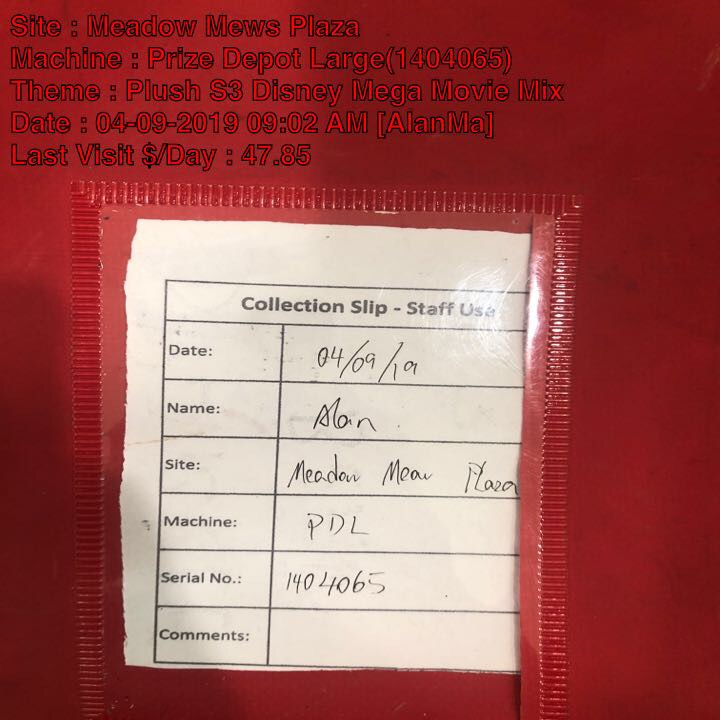 Site : Meadow Mews Plaza
Machine : Prize Depot Large(1404065)
Theme : Plush S3 Disney Mega Movie Mix
Date : 04-09-2019 09:02 AM [AlanMa]
Last Visit $/Day : 47.85
Collection Slip - Staff Use
Date: 04/09/19
Name: Alan
Site: Meadow Mew Plaza
Machine: PDL
Serial No.: 1404065
Comments: